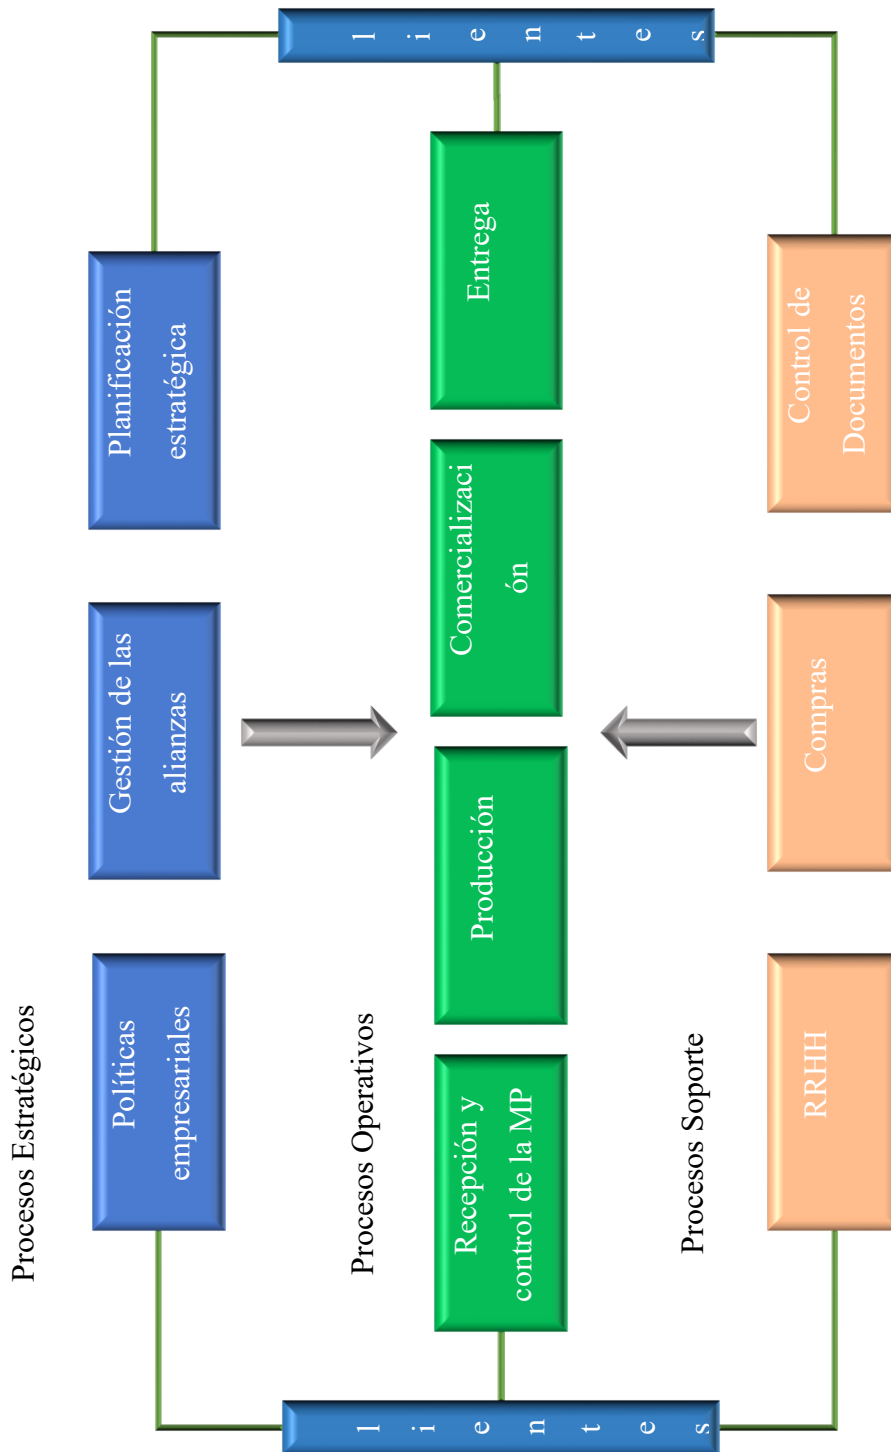 Procesos Estratégicos
Políticas
empresariales
Gestión de las
alianzas
Planificación
estratégica
l i e n t e s
Procesos Operativos
Recepción y
control de la MP
Producción
Comercializaci
ón
Entrega
l i e n t e s
Procesos Soporte
RRHH
Compras
Control de
Documentos